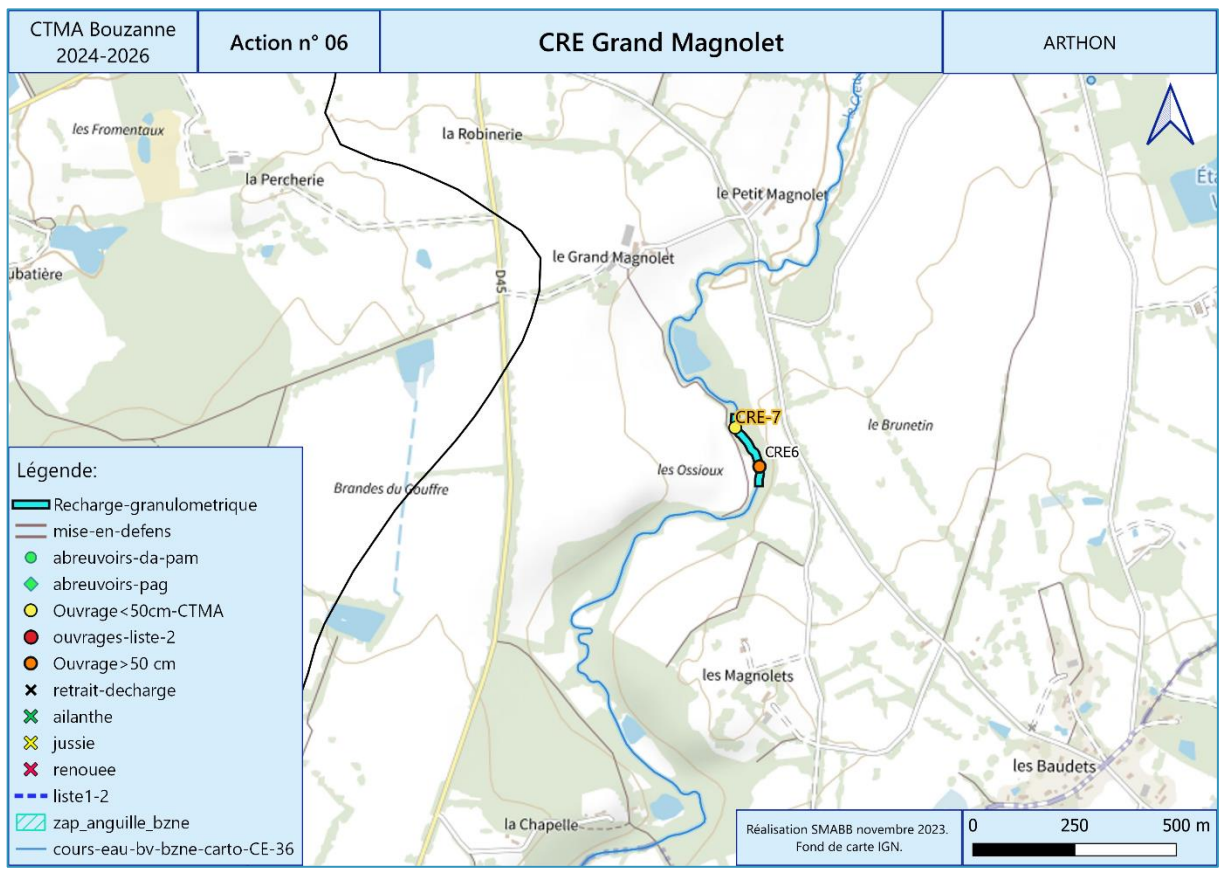 CTMA Bouzanne
2024-2026
Action n° 06
CRE Grand Magnolet
ARTHON
les Fromentaux
la Robinerie
la Percherie
le Petit Magnolet
le Grand Magnolet
ubatière
D45
Éta
CRE-7
CRE6
le Brunetin
les Ossioux
Brandes du Gouffre
les Magnolets
les Baudets
la Chapelle
Légende:
Recharge-granulometrique
mise-en-defens
abreuvoirs-da-pam
abreuvoirs-pag
Ouvrage<50cm-CTMA
ouvrages-liste-2
Ouvrage>50 cm
retrait-decharge
ailanthe
jussie
renouee
liste1-2
zap_anguille_bzne
cours-eau-bv-bzne-carto-CE-36
Réalisation SMABB novembre 2023.
Fond de carte IGN.
0 250 500 m